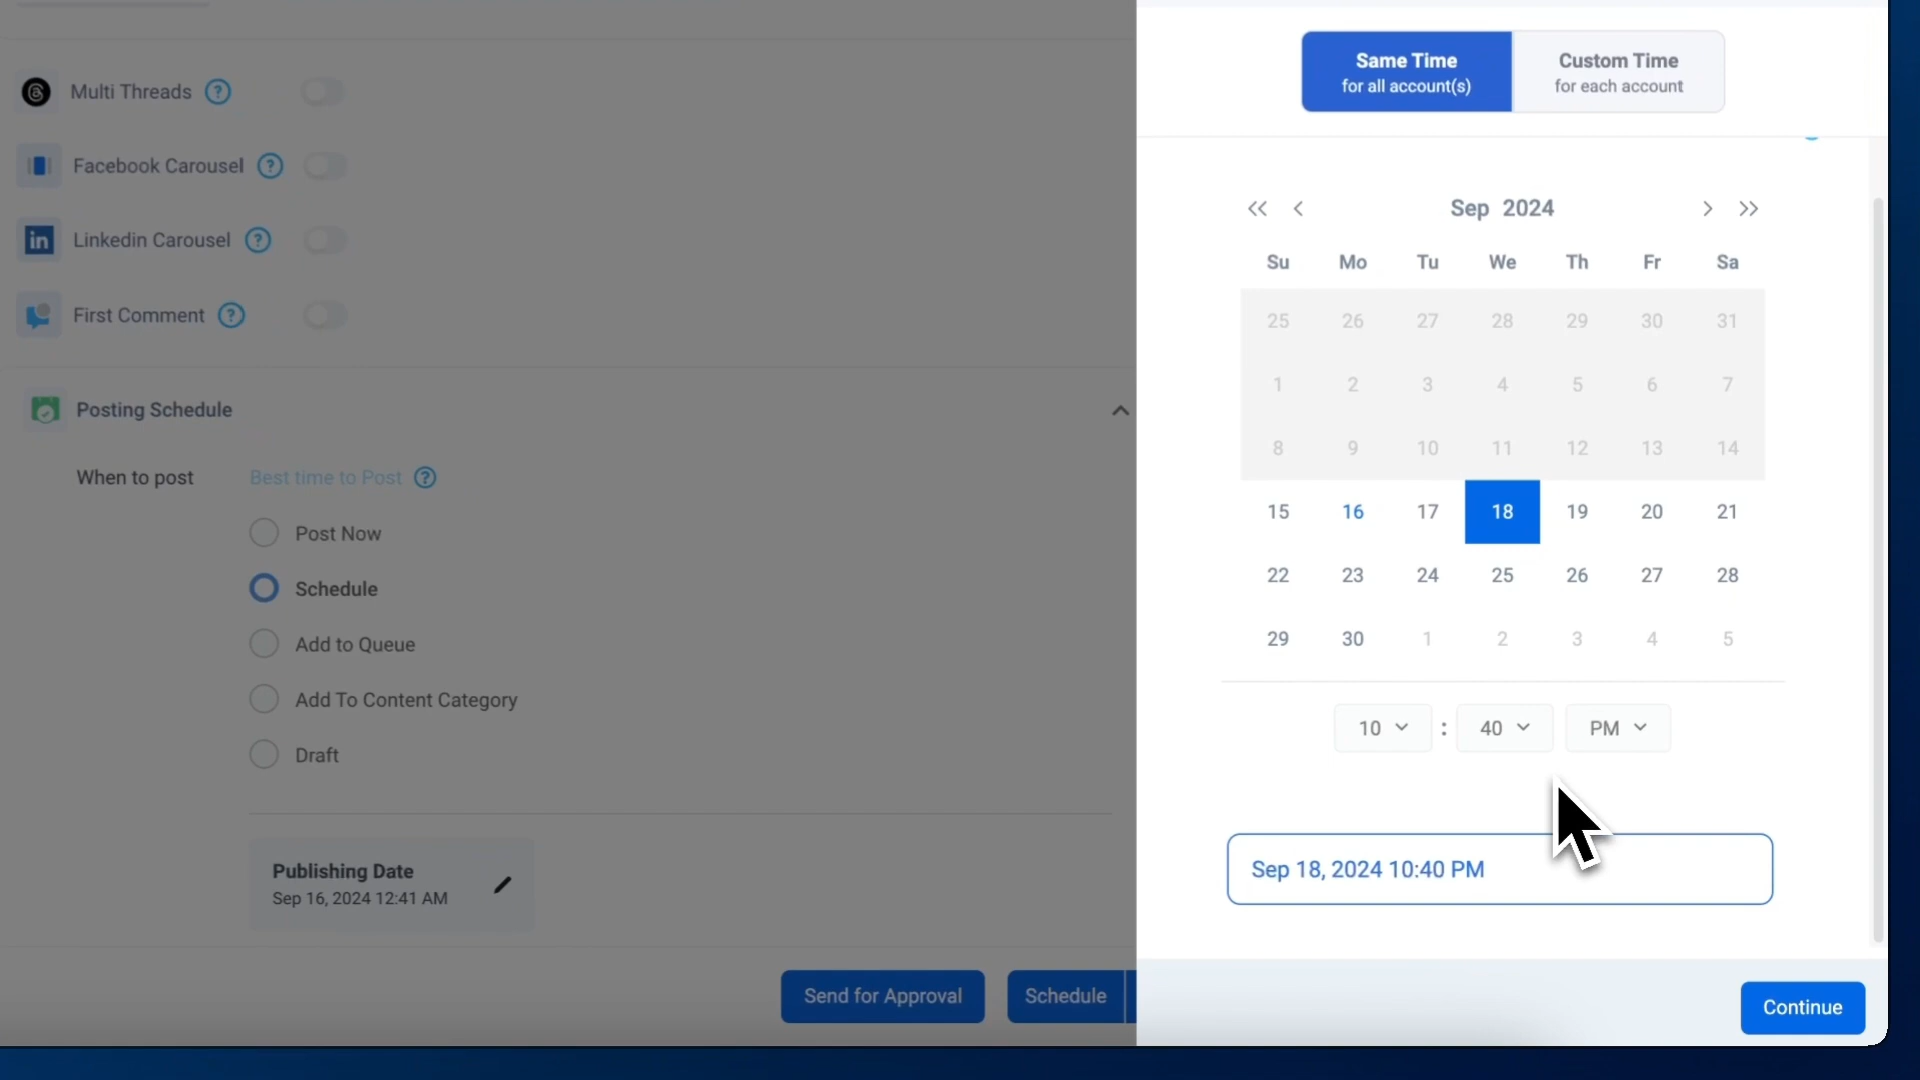 Multi Threads ?
Facebook Carousel ?
in Linkedin Carousel ?
First Comment ?
Posting Schedule
When to post
Best time to Post ?
Post Now
Schedule
Add to Queue
Add To Content Category
Draft
Publishing Date
Sep 16, 2024 12:41 AM
Send for Approval
Schedule
Same Time
for all account(s)
Custom Time
for each account
<< < Sep 2024 > >>
Su Mo Tu We Th Fr Sa
25 26 27 28 29 30 31
1 2 3 4 5 6 7
8 9 10 11 12 13 14
15 16 17 18 19 20 21
22 23 24 25 26 27 28
29 30 1 2 3 4 5
10 : 40 PM
Sep 18, 2024 10:40 PM
Continue